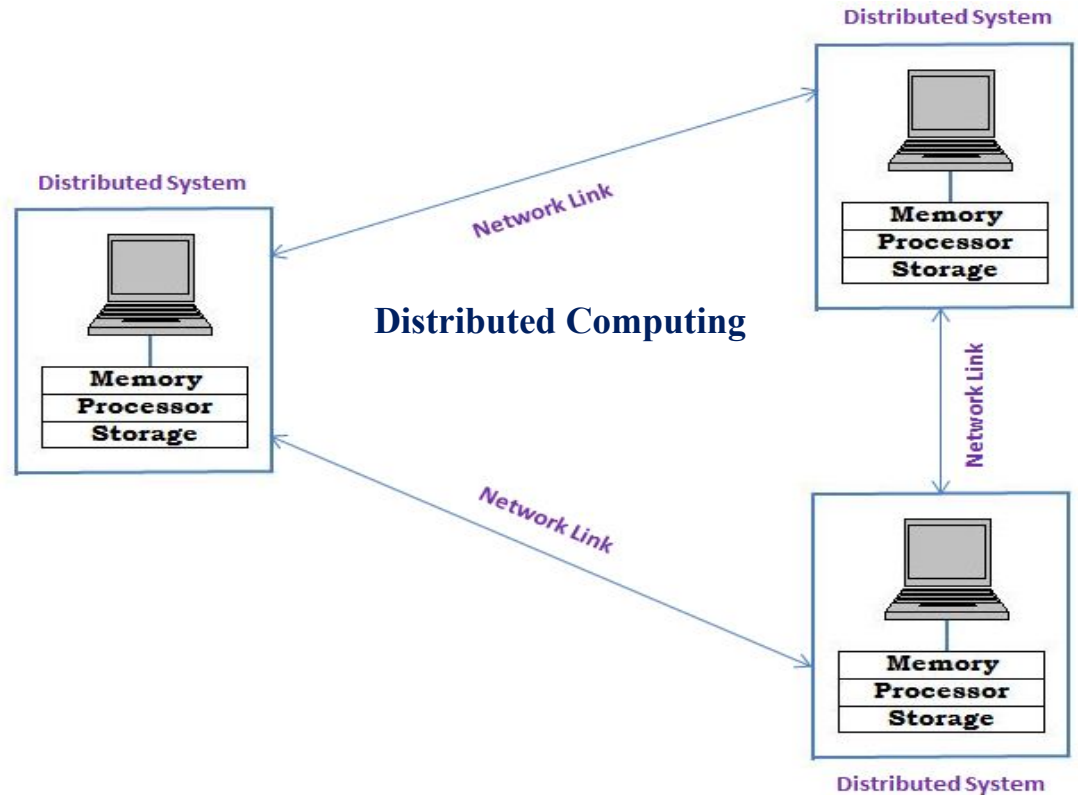 Distributed System
Memory
Processor
Storage
Distributed System
Network Link
Memory
Processor
Storage
Distributed Computing
Network Link
Network Link
Memory
Processor
Storage
Distributed System